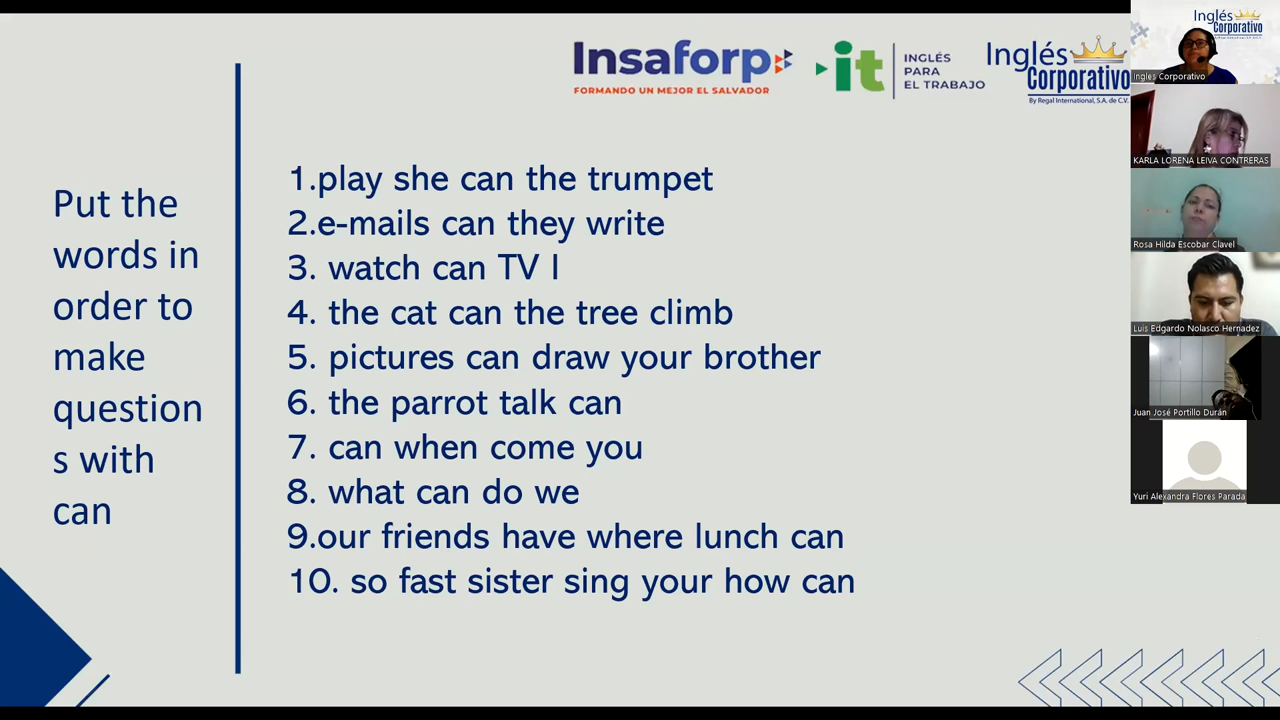 Insaforp
FORMANDO UN MEJOR EL SALVADOR
it
INGLÉS
PARA
EL TRABAJO
Inglés
Corporativo
By Regal International, S.A. de C.V.
Put the
words in
order to
make
question
s with
can
1.play she can the trumpet
2.e-mails can they write
3. watch can TV I
4. the cat can the tree climb
5. pictures can draw your brother
6. the parrot talk can
7. can when come you
8. what can do we
9.our friends have where lunch can
10. so fast sister sing your how can
Inglés
Corporativo
Ingles Corporativo
KARLA LORENA LEIVA CONTRERAS
Rosa Hilda Escobar Clavel
Luis Edgardo Nolasco Hernadez
Juan José Portillo Durán
Yuri Alexandra Flores Parada